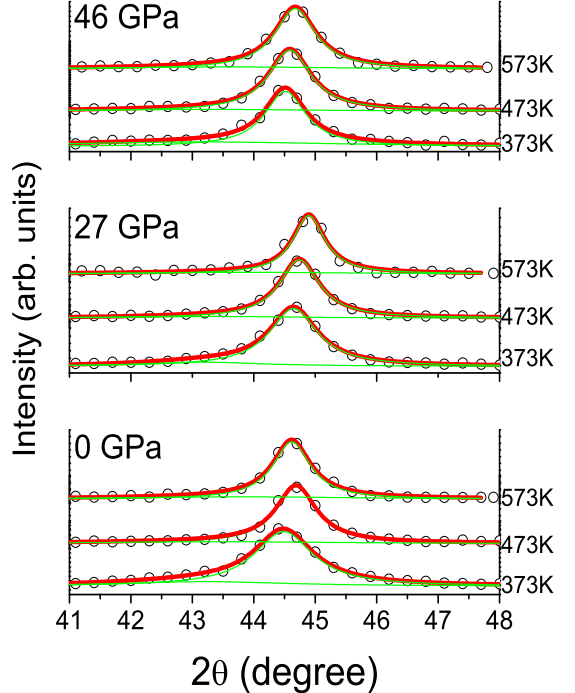 46 GPa
573K
473K
373K
27 GPa
573K
473K
373K
0 GPa
573K
473K
373K
Intensity (arb. units)
41 42 43 44 45 46 47 48
2θ (degree)